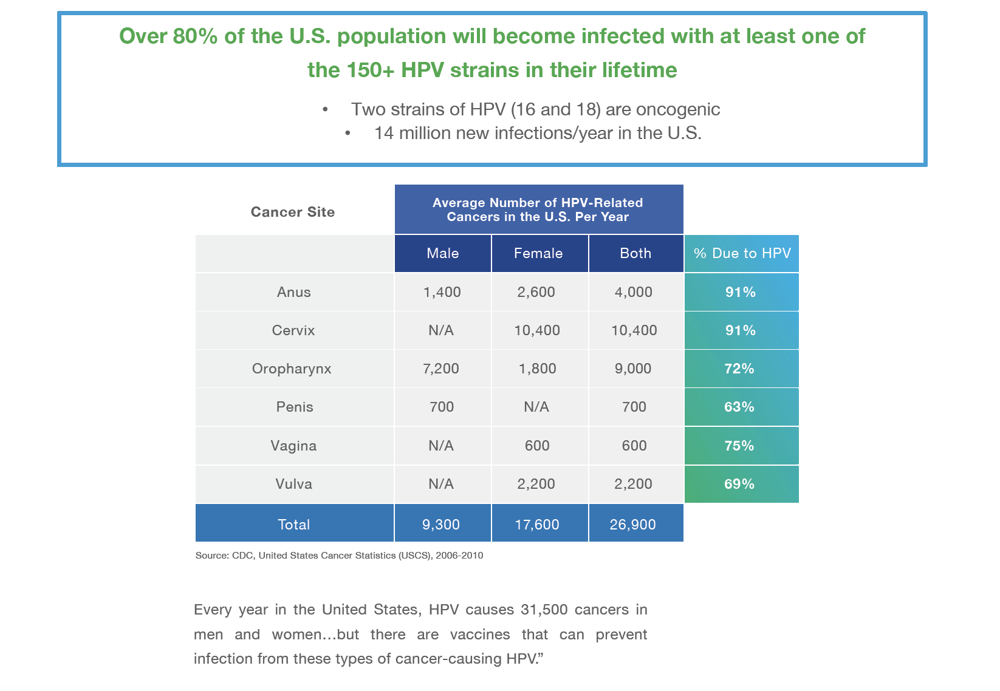 Over 80% of the U.S. population will become infected with at least one of
the 150+ HPV strains in their lifetime
• Two strains of HPV (16 and 18) are oncogenic
• 14 million new infections/year in the U.S.
Cancer Site
Average Number of HPV-Related
Cancers in the U.S. Per Year
Male Female Both % Due to HPV
Anus 1,400 2,600 4,000 91%
Cervix N/A 10,400 10,400 91%
Oropharynx 7,200 1,800 9,000 72%
Penis 700 N/A 700 63%
Vagina N/A 600 600 75%
Vulva N/A 2,200 2,200 69%
Total 9,300 17,600 26,900
Source: CDC, United States Cancer Statistics (USCS), 2006-2010
Every year in the United States, HPV causes 31,500 cancers in
men and women…but there are vaccines that can prevent
infection from these types of cancer-causing HPV.”